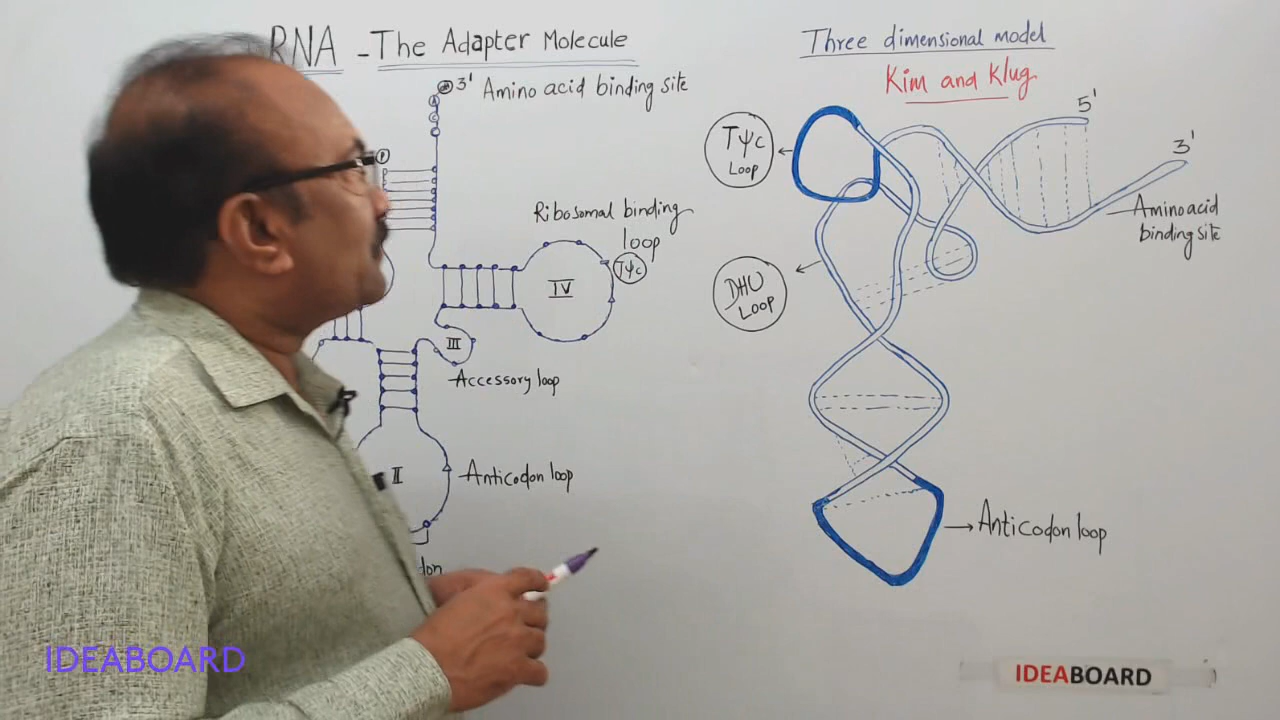 RNA - The Adapter Molecule
3' Amino acid binding site
A
C
C
P
Ribosomal binding
loop
TΨC
IV
III
Accessory loop
II
Anticodon loop
don
Three dimensional model
Kim and Klug
5'
3'
TΨC
LOOP
Aminoacid
binding site
DHU
LOOP
Anticodon loop
IDEABOARD
IDEABOARD